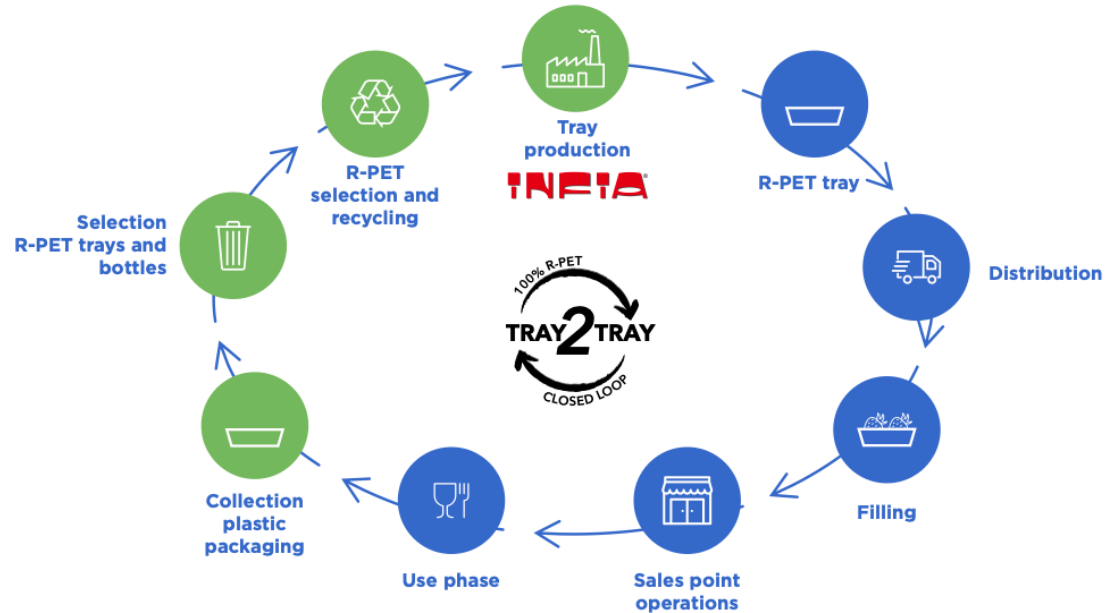 Tray
production
INFIA®
R-PET tray
Distribution
Filling
Sales point
operations
Use phase
Collection
plastic
packaging
Selection
R-PET trays and
bottles
R-PET
selection and
recycling
100% R-PET
TRAY2TRAY
CLOSED LOOP